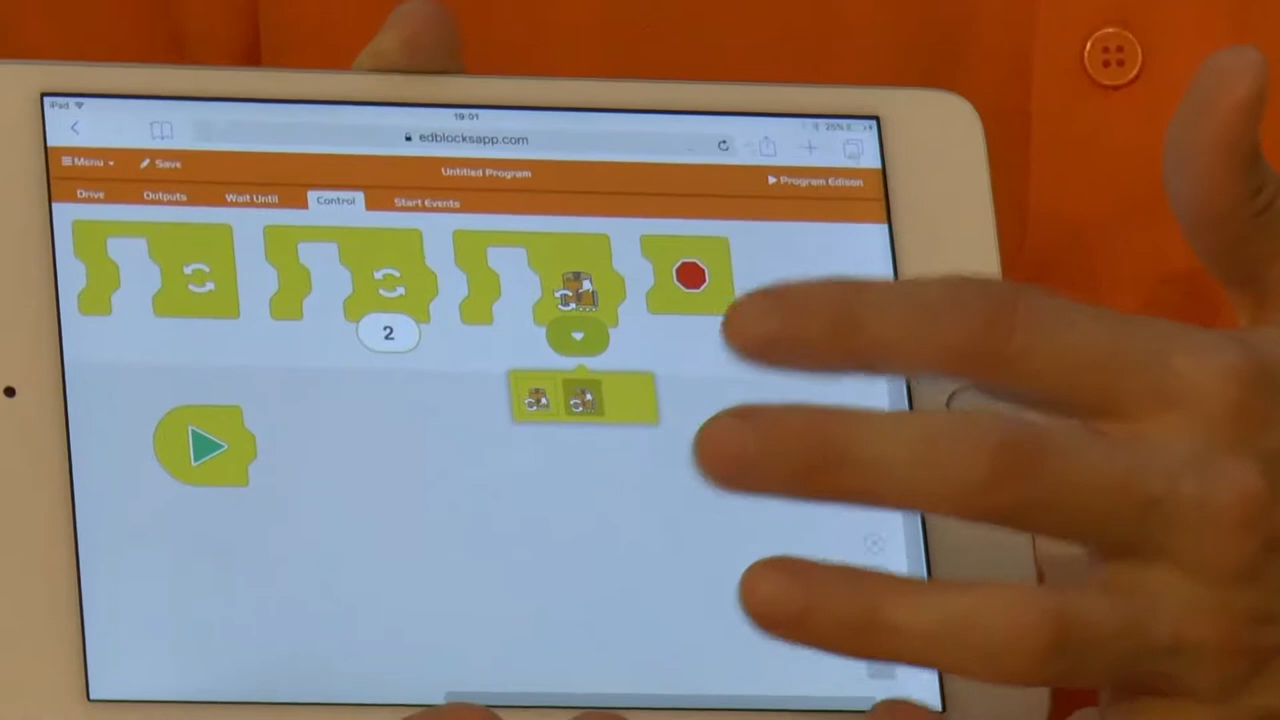 iPad
19:01
25%
edblocksapp.com
Menu
Save
Untitled Program
Program Edison
Drive
Outputs
Wait Until
Control
Start Events
2